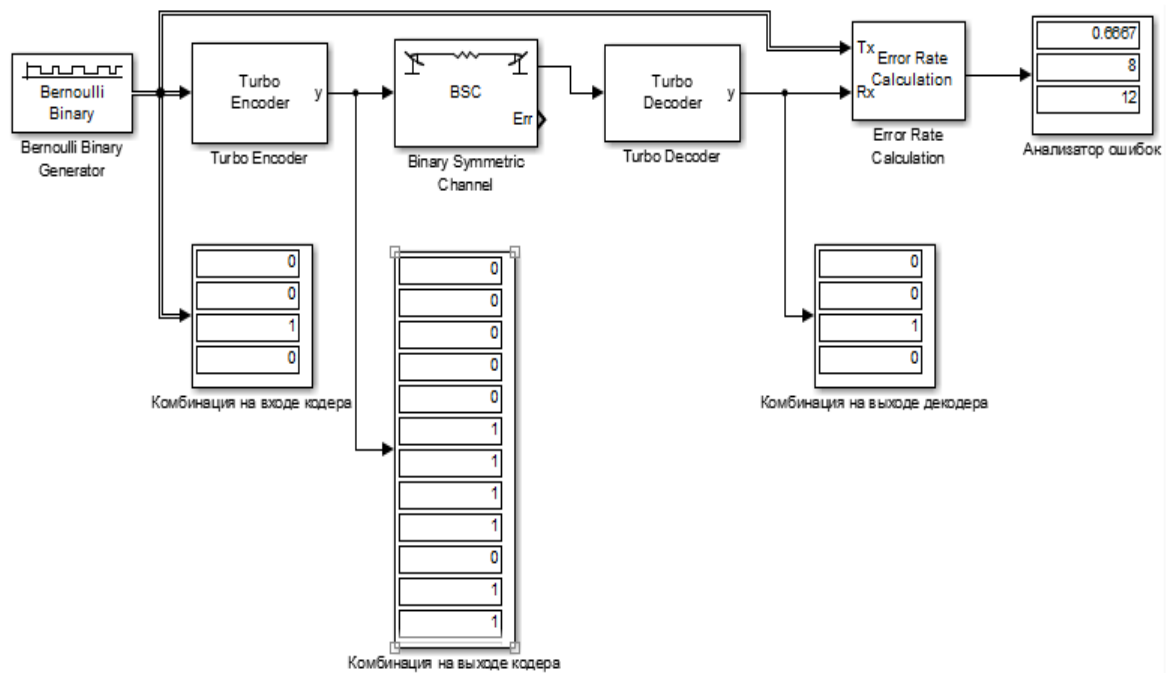 Bernoulli
Binary
Bernoulli Binary
Generator
Turbo
Encoder
y
Turbo Encoder
BSC
Err
Binary Symmetric
Channel
Turbo
Decoder
y
Turbo Decoder
Tx
Rx
Error Rate
Calculation
Error Rate
Calculation
0.6667
8
12
Анализатор ошибок
0
0
1
0
Комбинация на входе кодера
0
0
0
0
0
1
1
1
1
0
1
1
Комбинация на выходе кодера
0
0
1
0
Комбинация на выходе декодера